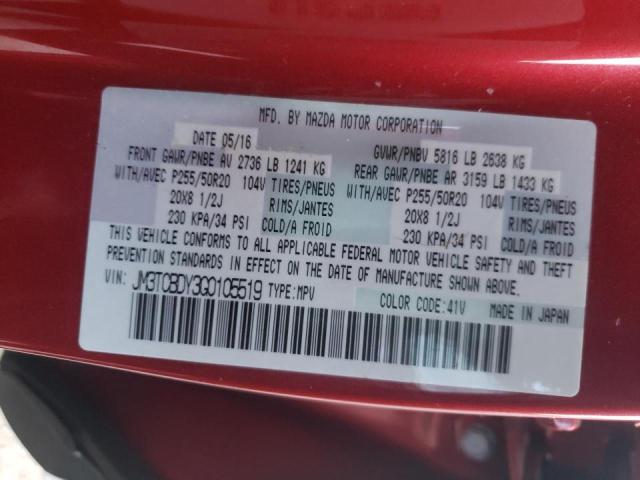 MFD. BY MAZDA MOTOR CORPORATION
DATE 05/16 GVWR/PNBV 5816 LB 2638 KG
FRONT GAWR/PNBE AV 2736 LB 1241 KG REAR GAWR/PNBE AR 3159 LB 1433 KG
WITH/AVEC P255/50R20 104V TIRES/PNEUS WITH/AVEC P255/50R20 104V TIRES/PNEUS
20X8 1/2J RIMS/JANTES 20X8 1/2J RIMS/JANTES
230 KPA/34 PSI COLD/A FROID 230 KPA/34 PSI COLD/A FROID
THIS VEHICLE CONFORMS TO ALL APPLICABLE FEDERAL MOTOR VEHICLE SAFETY AND THEFT
PREVENTION STANDARDS IN EFFECT ON THE DATE OF MANUFACTURE SHOWN ABOVE.
VIN: JM3TCBDY3G0105519 TYPE:MPV COLOR CODE:41V MADE IN JAPAN